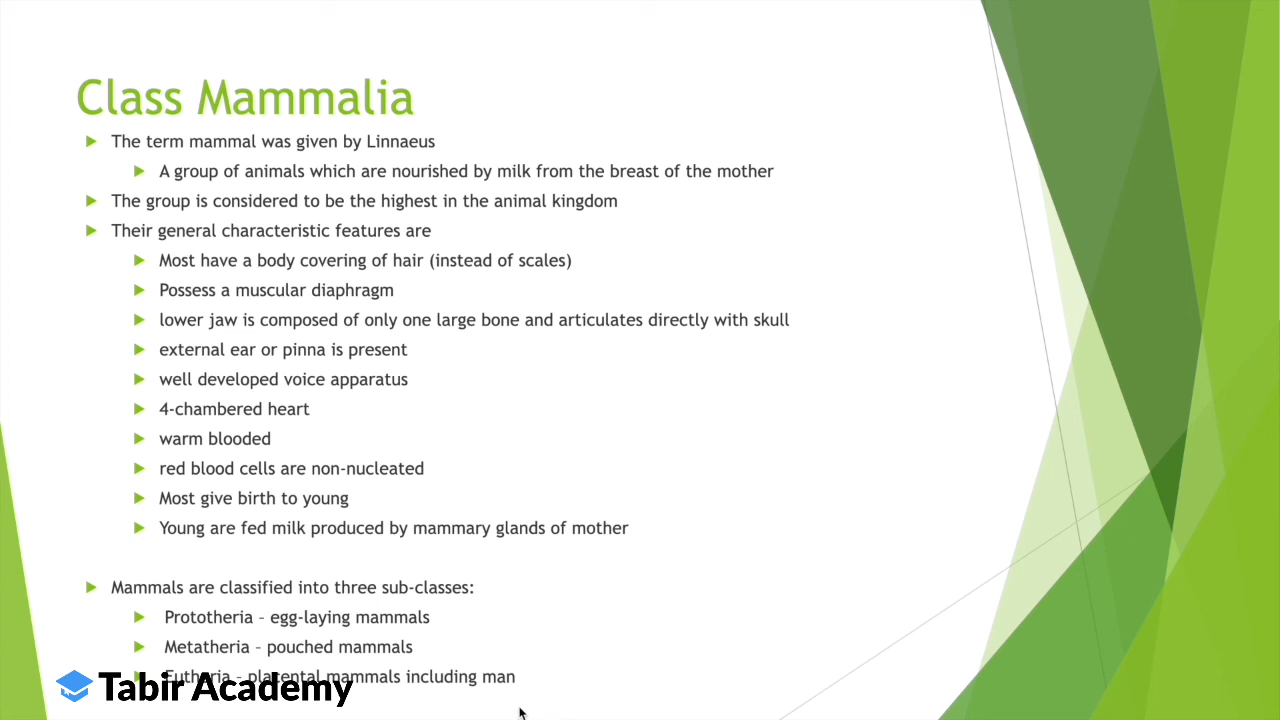 Class Mammalia
The term mammal was given by Linnaeus
A group of animals which are nourished by milk from the breast of the mother
The group is considered to be the highest in the animal kingdom
Their general characteristic features are
Most have a body covering of hair (instead of scales)
Possess a muscular diaphragm
lower jaw is composed of only one large bone and articulates directly with skull
external ear or pinna is present
well developed voice apparatus
4-chambered heart
warm blooded
red blood cells are non-nucleated
Most give birth to young
Young are fed milk produced by mammary glands of mother
Mammals are classified into three sub-classes:
Prototheria – egg-laying mammals
Metatheria – pouched mammals
Eutheria – placental mammals including man
Tabir Academy